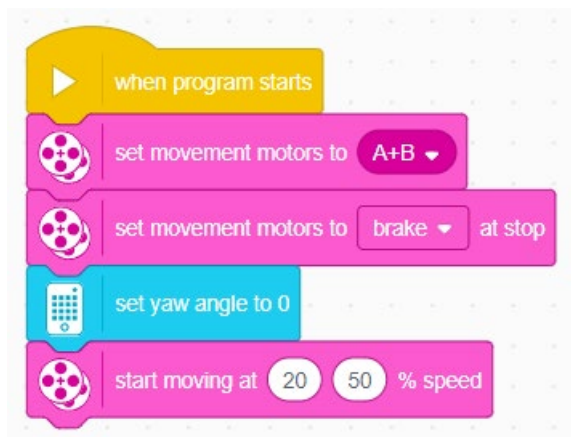 when program starts
set movement motors to A+B
set movement motors to brake at stop
set yaw angle to 0
start moving at 20 50 % speed